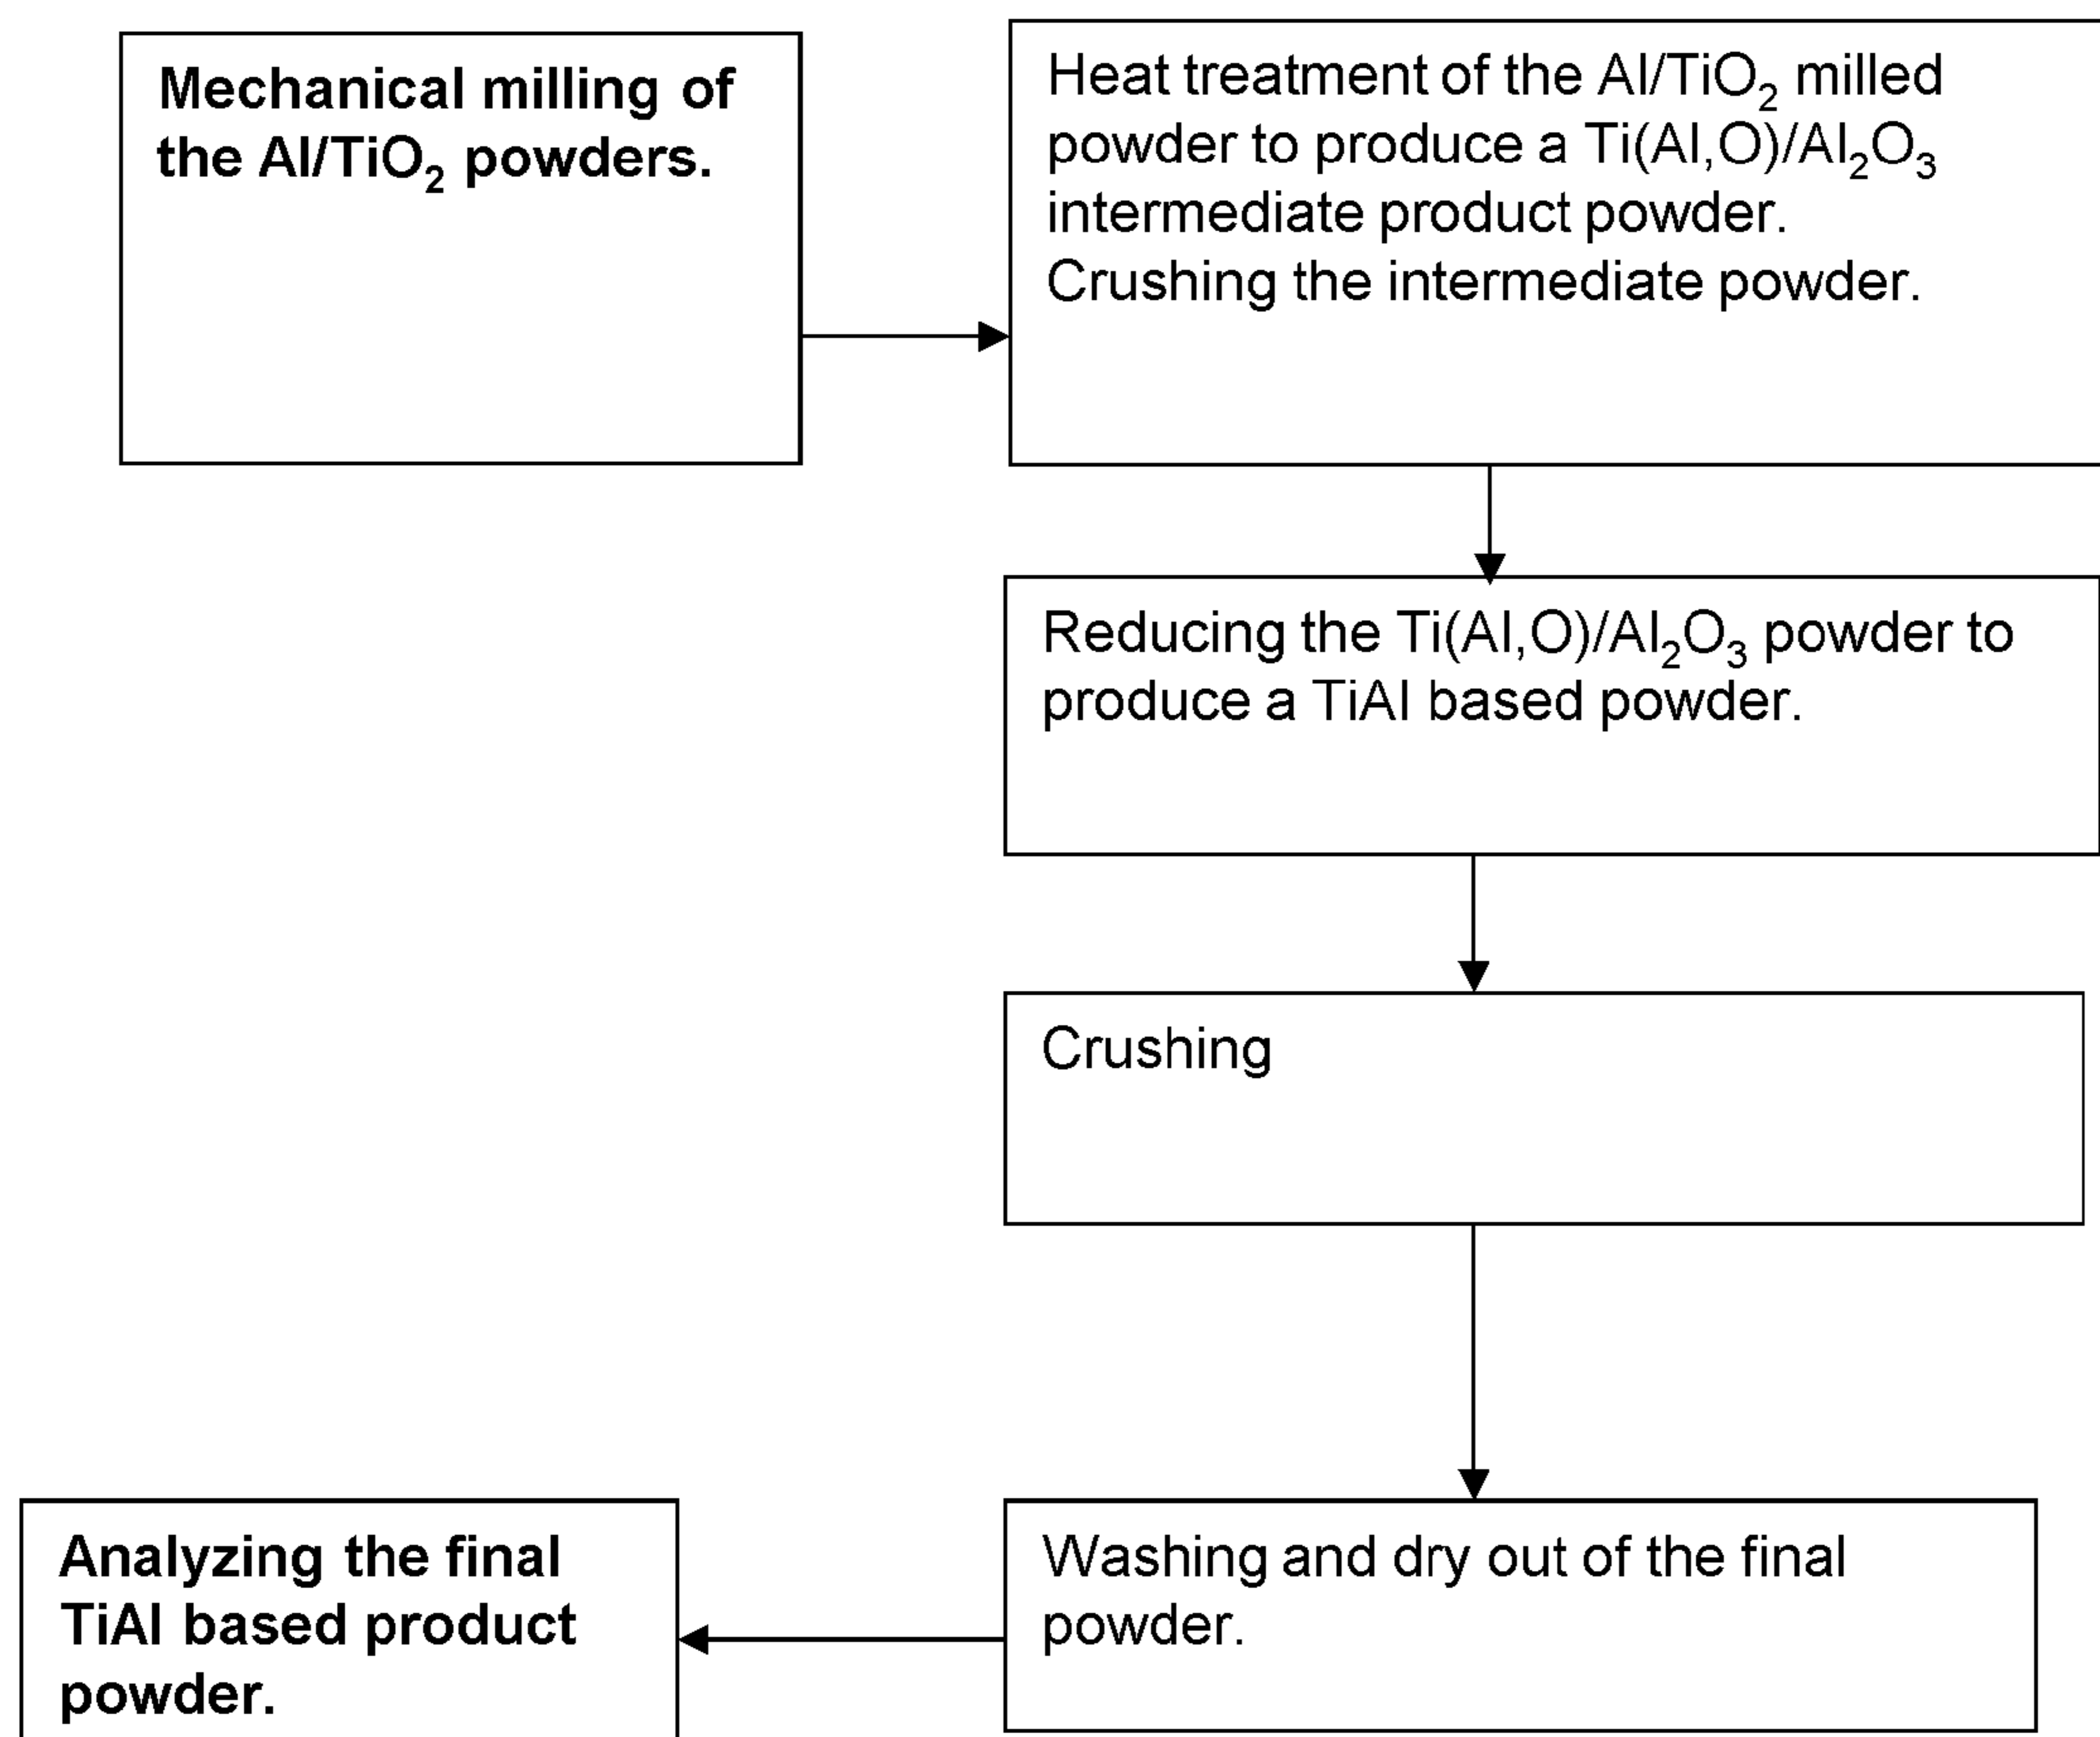 Mechanical milling of
the Al/TiO₂ powders.
Heat treatment of the Al/TiO₂ milled
powder to produce a Ti(Al,O)/Al₂O₃
intermediate product powder.
Crushing the intermediate powder.
Reducing the Ti(Al,O)/Al₂O₃ powder to
produce a TiAl based powder.
Crushing
Washing and dry out of the final
powder.
Analyzing the final
TiAl based product
powder.